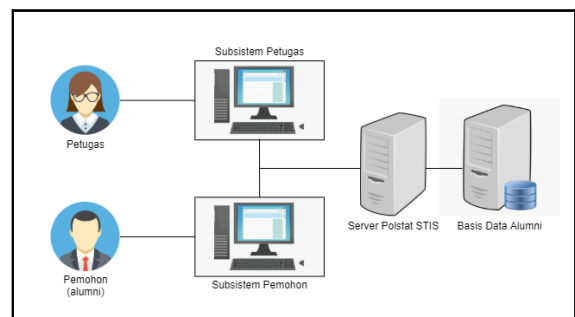 Subsistem Petugas
Petugas
Server Polstat STIS
Basis Data Alumni
Pemohon
(alumni)
Subsistem Pemohon